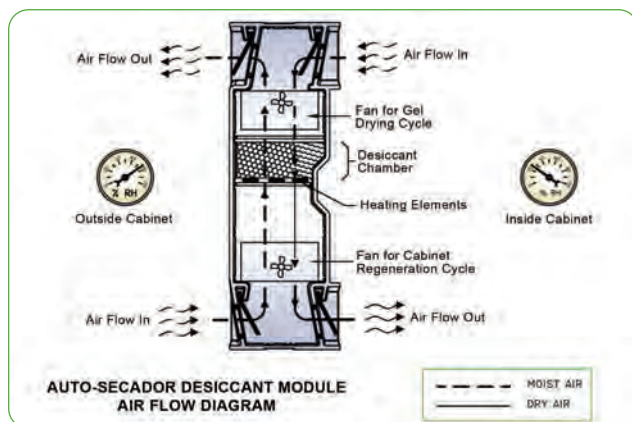 Air Flow Out
Air Flow In
Fan for Gel
Drying Cycle
Desiccant
Chamber
% RH
Outside Cabinet
% RH
Inside Cabinet
Heating Elements
Fan for Cabinet
Regeneration Cycle
Air Flow In
Air Flow Out
AUTO-SECADOR DESICCANT MODULE
AIR FLOW DIAGRAM
MOIST AIR
DRY AIR